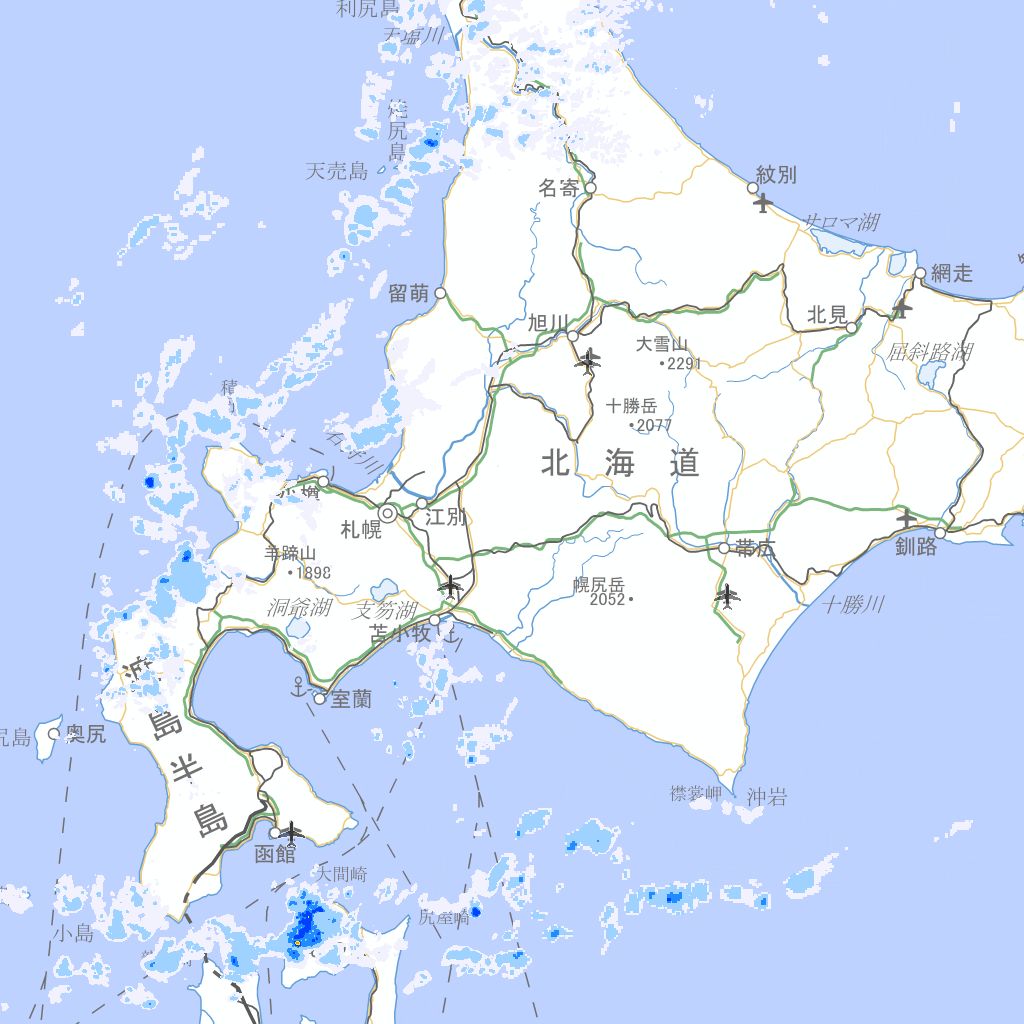 利尻島
天塩川
焼尻島
天売島
名寄
紋別
サロマ湖
網走
留萌
旭川
北見
大雪山
・2291
屈斜路湖
十勝岳
・2077
北海道
石狩川
札幌
江別
釧路
帯広
羊蹄山
・1898
幌尻岳
2052・
十勝川
洞爺湖
支笏湖
苫小牧
室蘭
尻島
奥尻
島半島
襟裳岬
沖岩
函館
大間崎
尻屋崎
小島